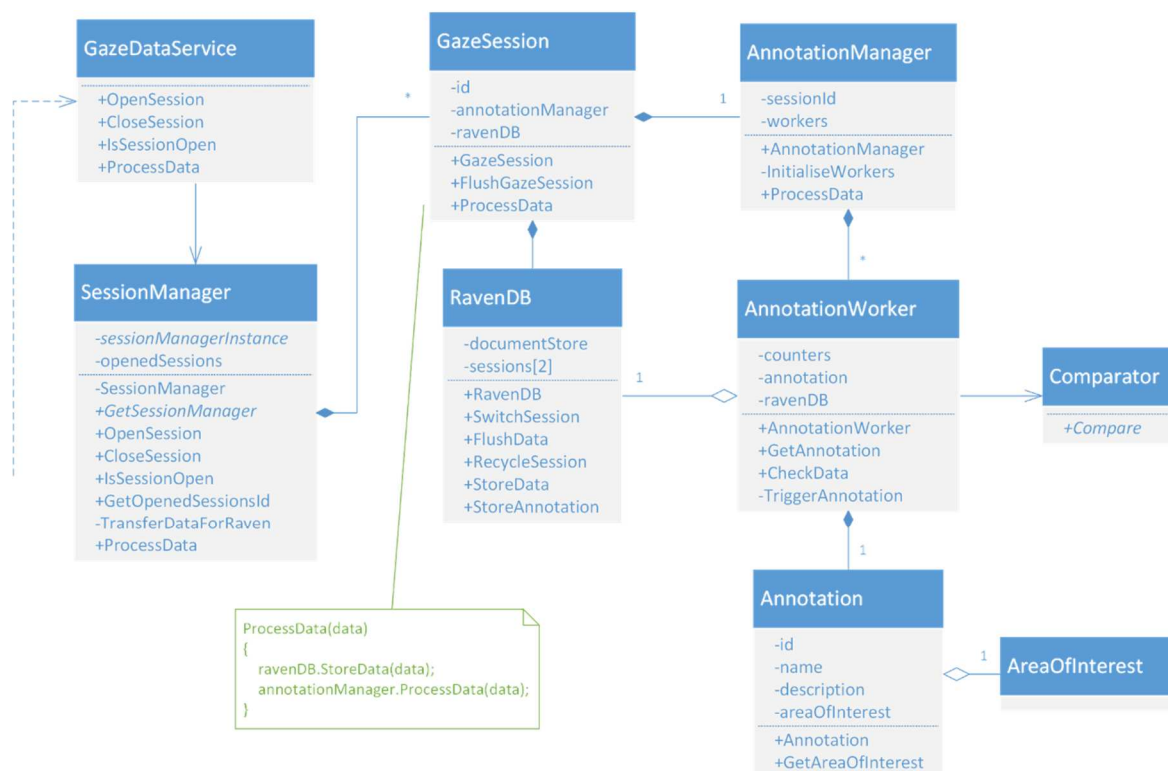 GazeDataService
+OpenSession
+CloseSession
+IsSessionOpen
+ProcessData
GazeSession
-id
-annotationManager
-ravenDB
+GazeSession
+FlushGazeSession
+ProcessData
AnnotationManager
-sessionId
-workers
+AnnotationManager
-InitialiseWorkers
+ProcessData
*
1
SessionManager
-sessionManagerInstance
-openedSessions
-SessionManager
+GetSessionManager
+OpenSession
+CloseSession
+IsSessionOpen
+GetOpenedSessionsId
-TransferDataForRaven
+ProcessData
RavenDB
-documentStore
-sessions[2]
+RavenDB
+SwitchSession
+FlushData
+RecycleSession
+StoreData
+StoreAnnotation
1
*
AnnotationWorker
-counters
-annotation
-ravenDB
+AnnotationWorker
+GetAnnotation
+CheckData
-TriggerAnnotation
Comparator
+Compare
1
ProcessData(data)
{
ravenDB.StoreData(data);
annotationManager.ProcessData(data);
}
Annotation
-id
-name
-description
-areaOfInterest
+Annotation
+GetAreaOfInterest
1
AreaOfInterest